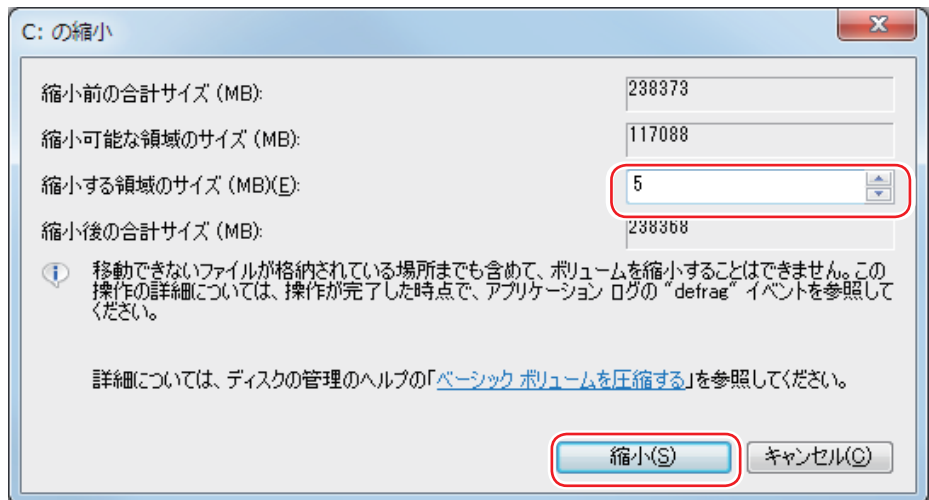 C: の縮小
縮小前の合計サイズ (MB): 238373
縮小可能な領域のサイズ (MB): 117088
縮小する領域のサイズ (MB)(E): 5
縮小後の合計サイズ (MB): 238368
移動できないファイルが格納されている場所までも含めて、ボリュームを縮小することはできません。この
操作の詳細については、操作が完了した時点で、アプリケーション ログの "defrag" イベントを参照して
ください。
詳細については、ディスクの管理のヘルプの「ベーシック ボリュームを圧縮する」を参照してください。
縮小(S) キャンセル(C)